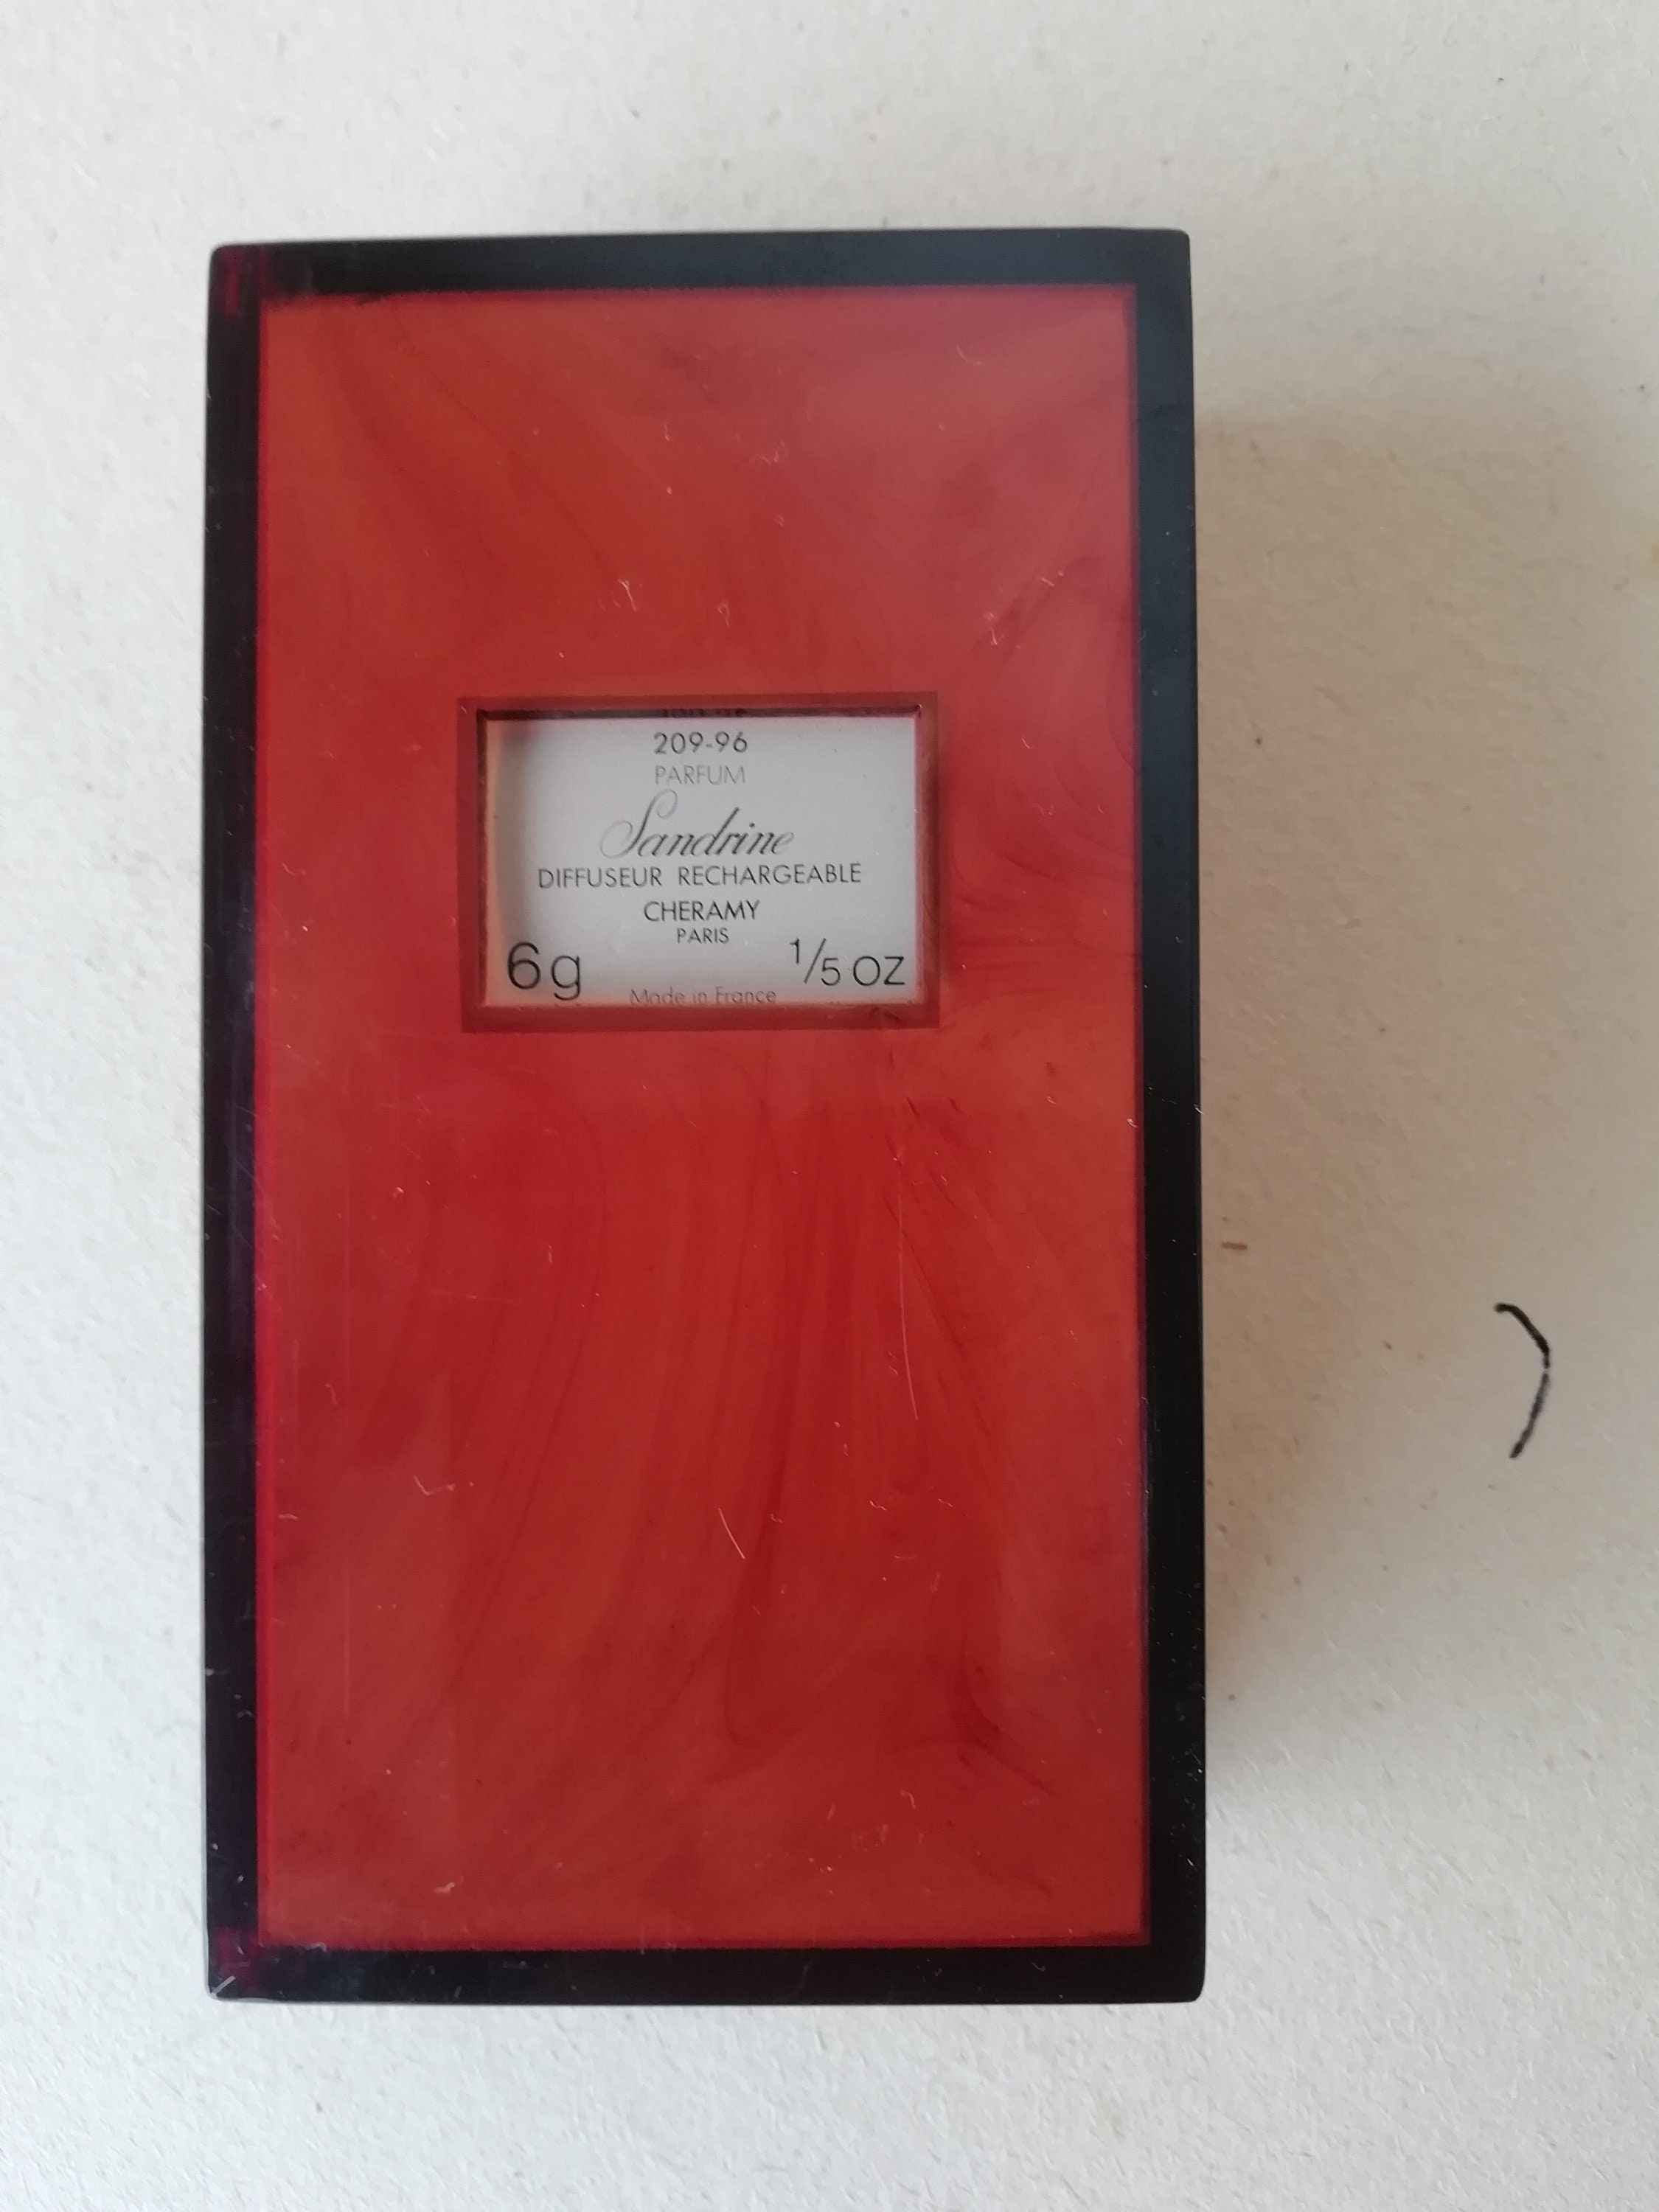 209-96
PARFUM
Sandrine
DIFFUSEUR RECHARGEABLE
CHERAMY
PARIS
6g 1/5 OZ
Made in France